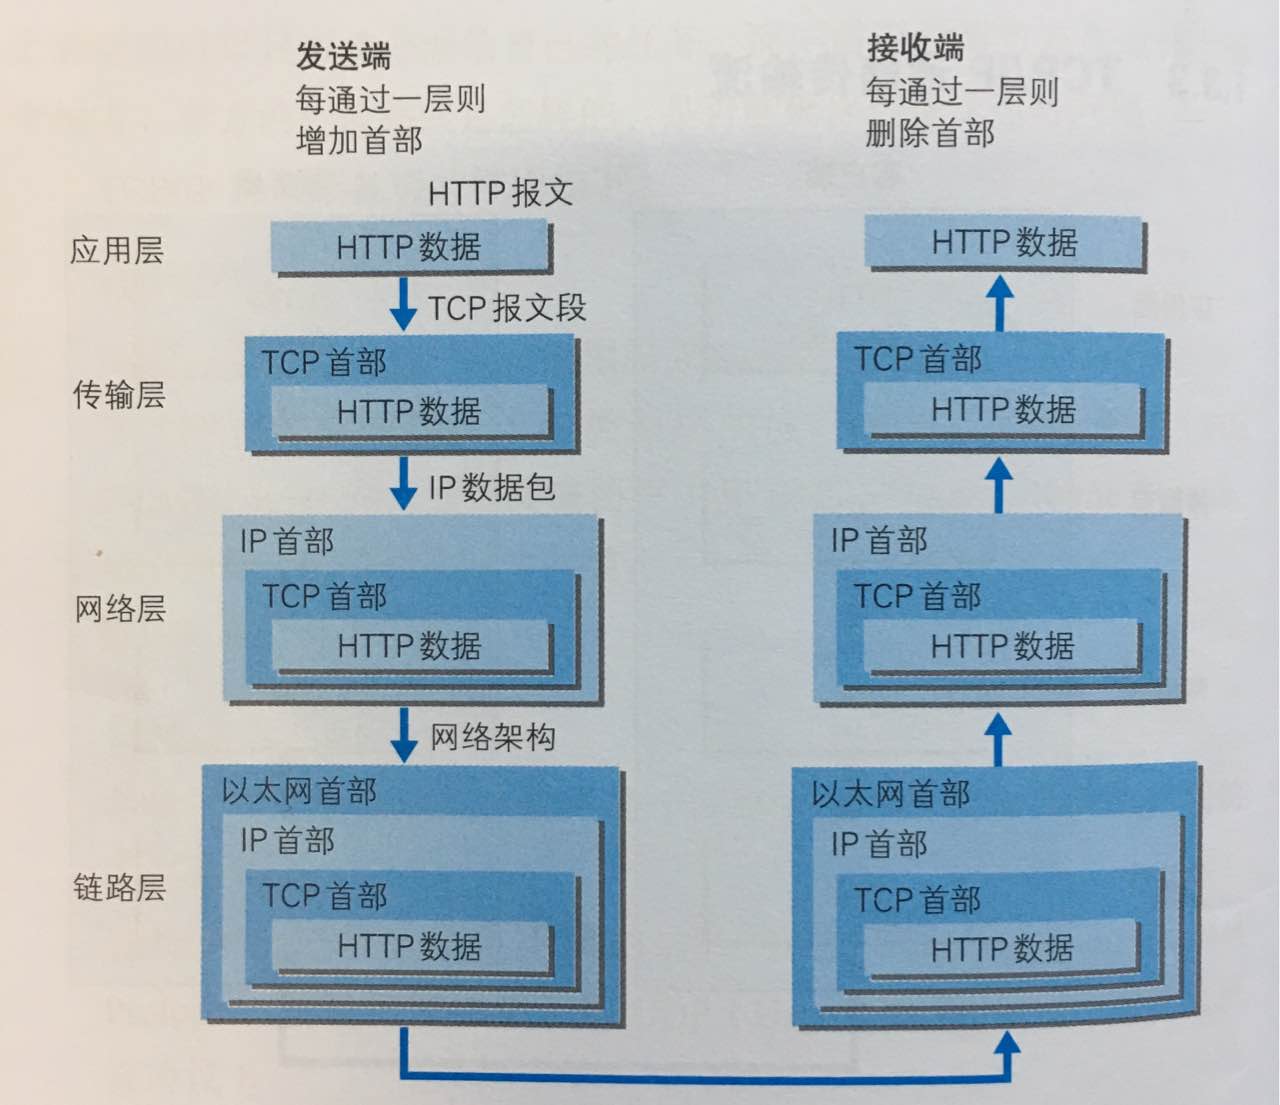 发送端
每通过一层则
增加首部
接收端
每通过一层则
删除首部
HTTP 报文
应用层
HTTP 数据
HTTP 数据
TCP 报文段
传输层
TCP 首部
HTTP 数据
TCP 首部
HTTP 数据
IP 数据包
网络层
IP 首部
TCP 首部
HTTP 数据
IP 首部
TCP 首部
HTTP 数据
网络架构
链路层
以太网首部
IP 首部
TCP 首部
HTTP 数据
以太网首部
IP 首部
TCP 首部
HTTP 数据